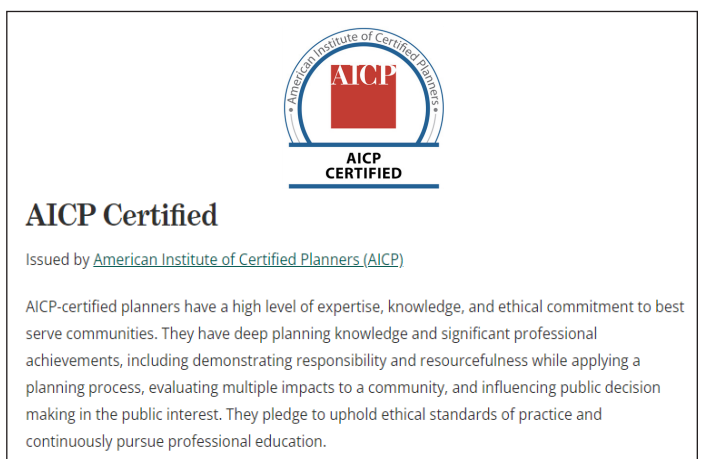 • American Institute of Certified Planners •
AICP
AICP
CERTIFIED
AICP Certified
Issued by American Institute of Certified Planners (AICP)
AICP-certified planners have a high level of expertise, knowledge, and ethical commitment to best
serve communities. They have deep planning knowledge and significant professional
achievements, including demonstrating responsibility and resourcefulness while applying a
planning process, evaluating multiple impacts to a community, and influencing public decision
making in the public interest. They pledge to uphold ethical standards of practice and
continuously pursue professional education.